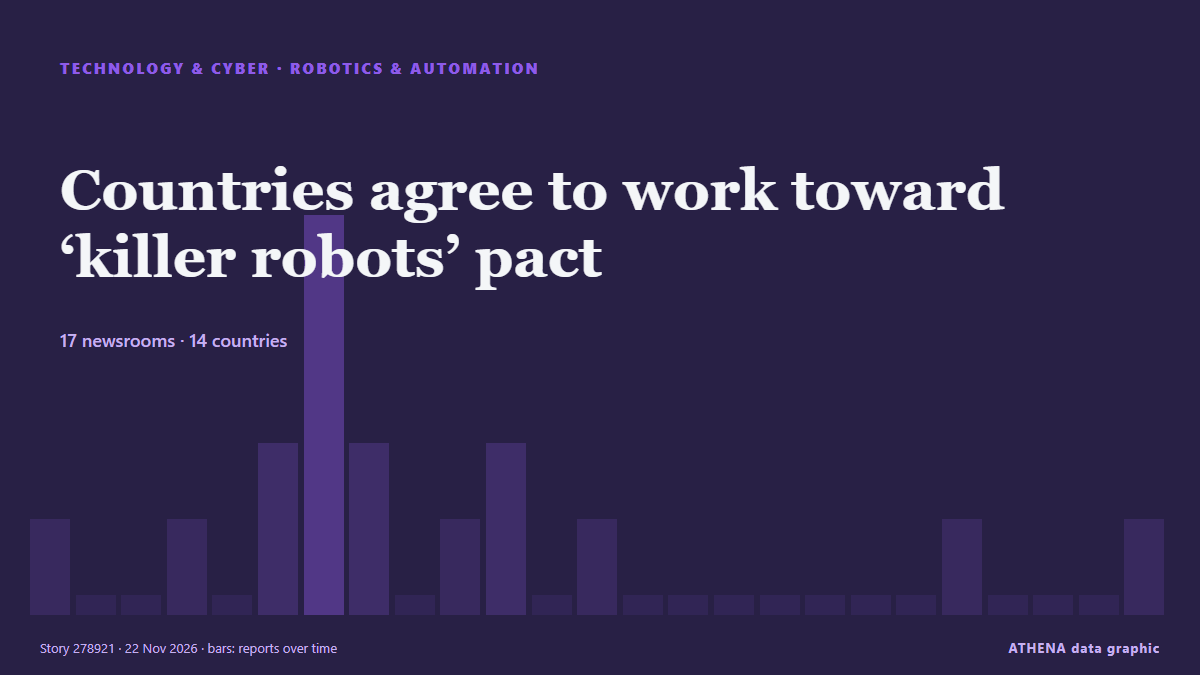 TECHNOLOGY & CYBER · ROBOTICS & AUTOMATION
Countries agree to work toward
‘killer robots’ pact
17 newsrooms · 14 countries
Story 278921 · 22 Nov 2026 · bars: reports over time
ATHENA data graphic